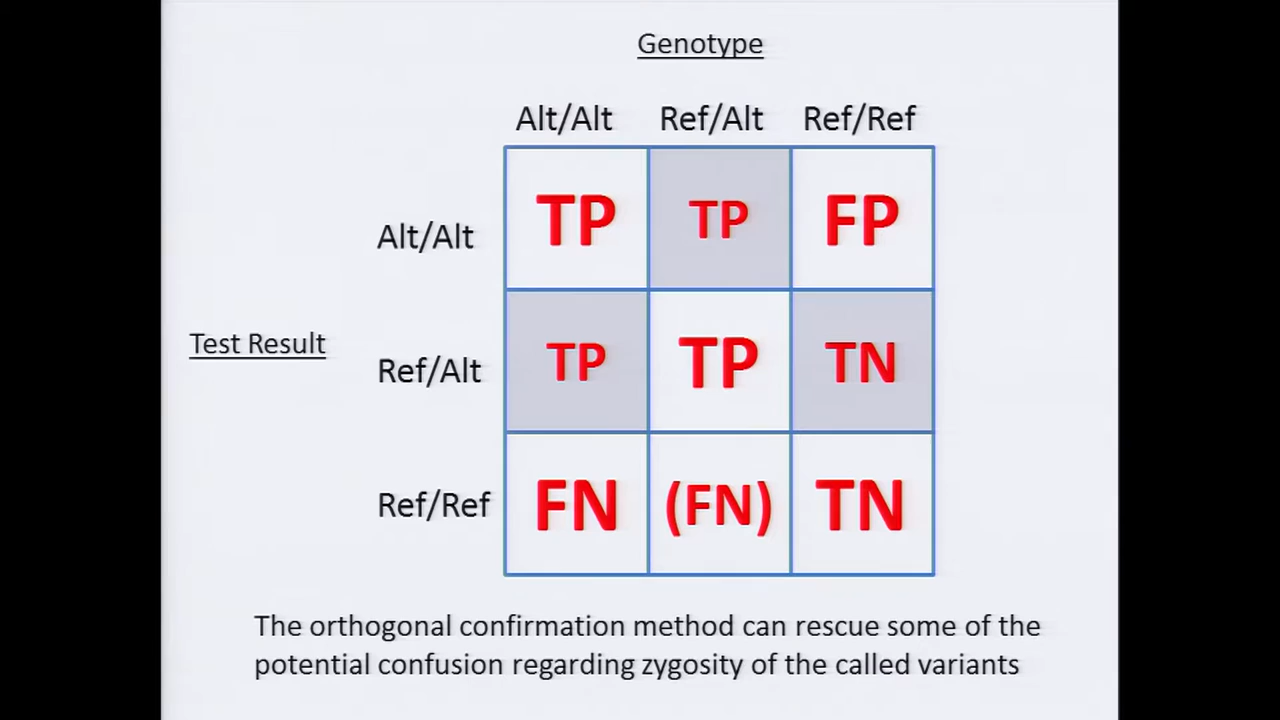 Genotype
Alt/Alt Ref/Alt Ref/Ref
Alt/Alt TP TP FP
Test Result Ref/Alt TP TP TN
Ref/Ref FN (FN) TN
The orthogonal confirmation method can rescue some of the
potential confusion regarding zygosity of the called variants